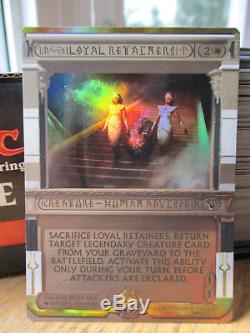 LOYAL RETAINERS
2
CREATURE – HUMAN ADVISOR
SACRIFICE LOYAL RETAINERS: RETURN
TARGET LEGENDARY CREATURE CARD
FROM YOUR GRAVEYARD TO THE
BATTLEFIELD. ACTIVATE THIS ABILITY
ONLY DURING YOUR TURN, BEFORE
ATTACKERS ARE DECLARED.